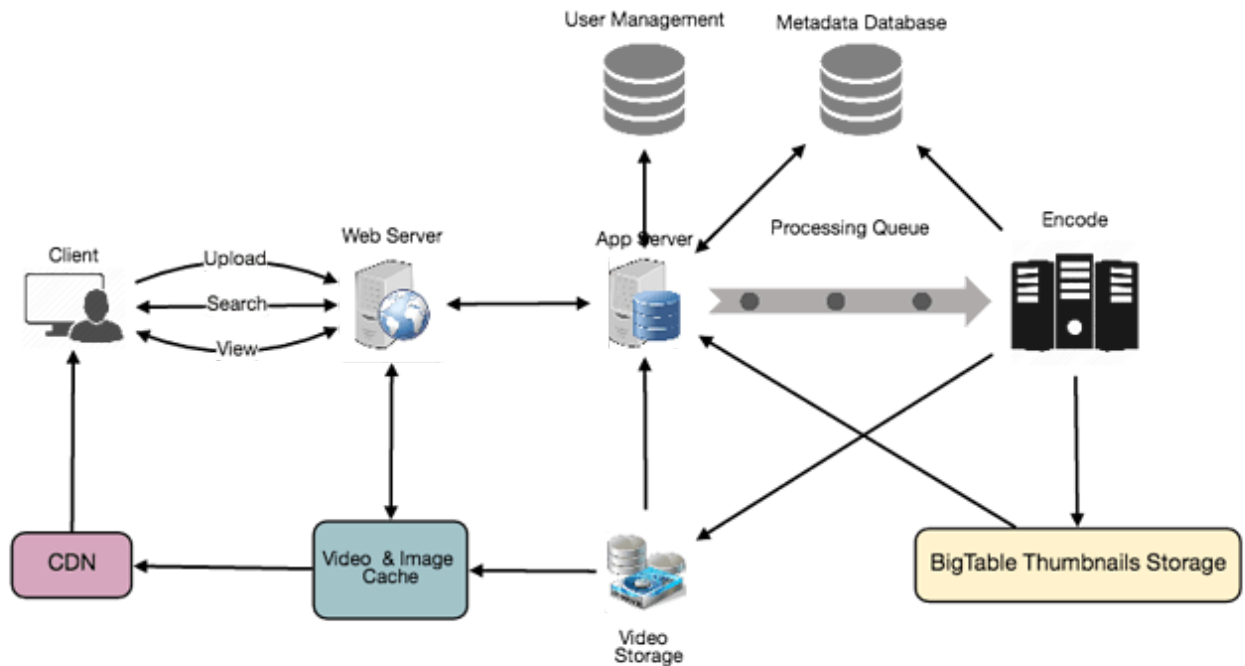 User Management
Metadata Database
Processing Queue
Encode
Web Server
App Server
Client
Upload
Search
View
CDN
Video & Image
Cache
BigTable Thumbnails Storage
Video
Storage